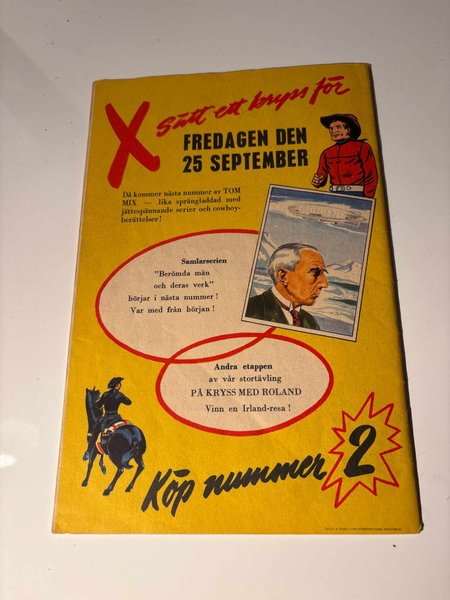 X Sätt ett kryss för
FREDAGEN DEN
25 SEPTEMBER
Då kommer nästa nummer av TOM
MIX — lika sprängladdad med
jättespännande serier och cowboy-
berättelser!
Samlarserien
"Berömda män
och deras verk"
börjar i nästa nummer!
Var med från början!
Andra etappen
av vår stortävling
PÅ KRYSS MED ROLAND
Vinn en Irland-resa!
Köp nummer 2